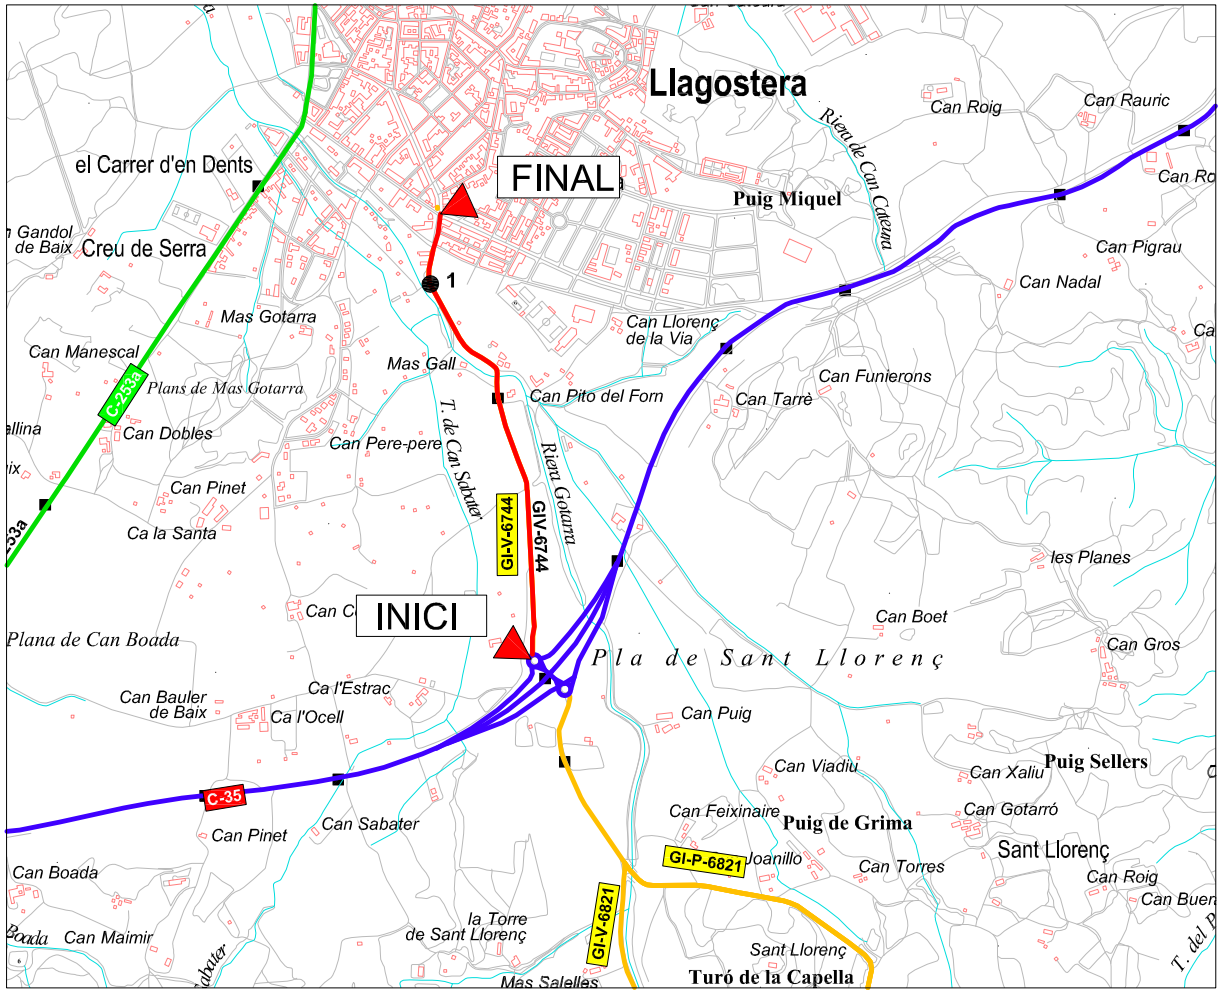 Llagostera
Can Roig
Can Rauric
Riera de Can Cateura
el Carrer d'en Dents
FINAL
Puig Miquel
Can Ro
Gandol
de Baix
Creu de Serra
Can Pigrau
1
Can Nadal
Mas Gotarra
Can Llorenç
de la Via
Can Manescal
Mas Gall
Can Funierons
C-253a
Plans de Mas Gotarra
Can Pito del Forn
Can Tarrè
allina
Can Dobles
Can Pere-pere
T. de Can Sabater
Riera Gotarra
ix
Can Pinet
Ca la Santa
253a
GI-V-6744
GIV-6744
les Planes
Can C
INICI
Can Boet
Plana de Can Boada
Can Gros
Pla de Sant Llorenç
Ca l'Estrac
Can Bauler
de Baix
Ca l'Ocell
Can Puig
Can Viadiu
Can Xaliu
Puig Sellers
C-35
Can Feixinaire
Can Gotarró
Can Pinet
Can Sabater
Puig de Grima
Sant Llorenç
GI-P-6821
Joanillo
Can Torres
Can Boada
Can Roig
GI-V-6821
Can Buen
la Torre
de Sant Llorenç
Boada
Can Maimir
Sant Llorenç
T. del P
Sabater
Mas Salelles
Turó de la Capella